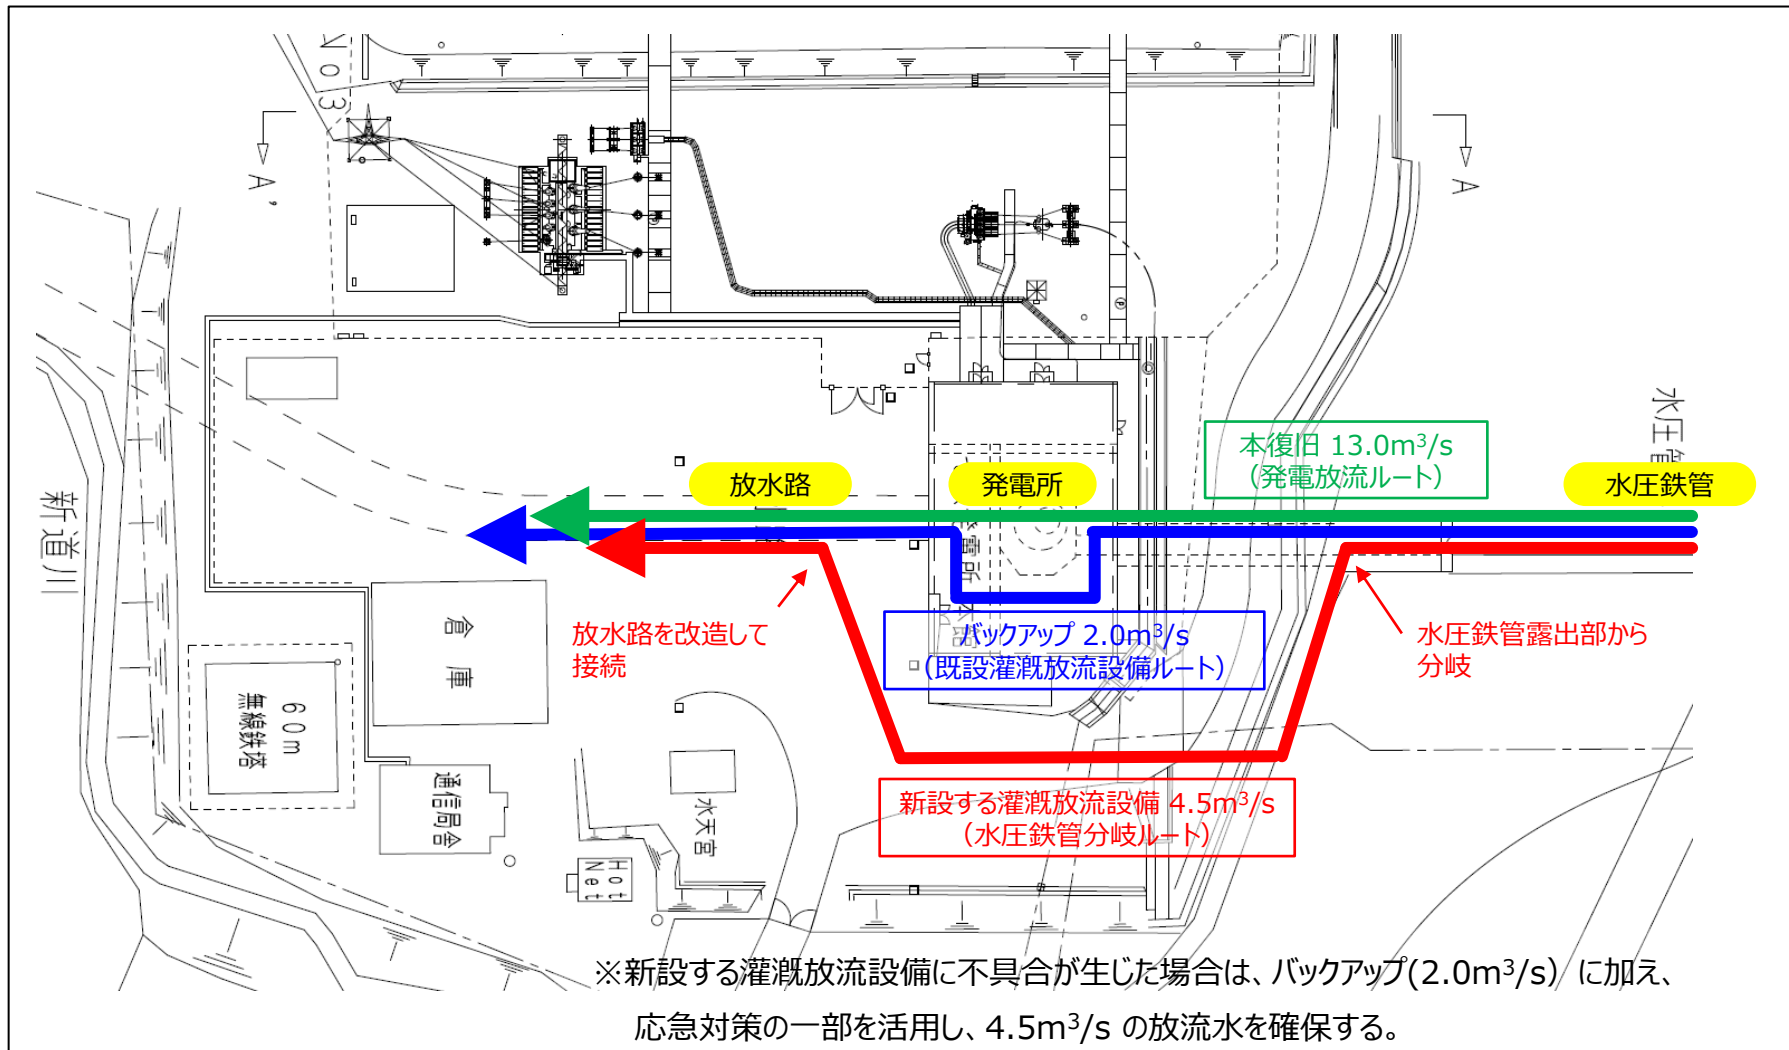 No3
A'
A
水圧管
本復旧 13.0m³/s
（発電放流ルート）
放水路
発電所
水圧鉄管
新道川
放水路を改造して
接続
バックアップ 2.0m³/s
（既設灌漑放流設備ルート）
水圧鉄管露出部から
分岐
倉庫
60m
無線鉄塔
通信局舎
水天宮
Hot
Net
新設する灌漑放流設備 4.5m³/s
（水圧鉄管分岐ルート）
※新設する灌漑放流設備に不具合が生じた場合は、バックアップ(2.0m³/s）に加え、
応急対策の一部を活用し、4.5m³/s の放流水を確保する。